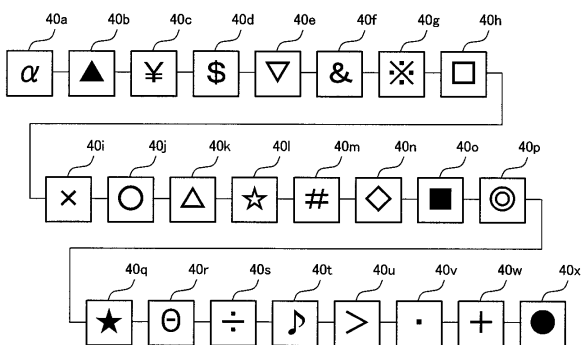 40a 40b 40c 40d 40e 40f 40g 40h
α ▲ ¥ $ ▽ & ※ □
40i 40j 40k 40l 40m 40n 40o 40p
× ○ △ ☆ # ◇ ■ ◎
40q 40r 40s 40t 40u 40v 40w 40x
★ Θ ÷ ♪ > ・ + ●